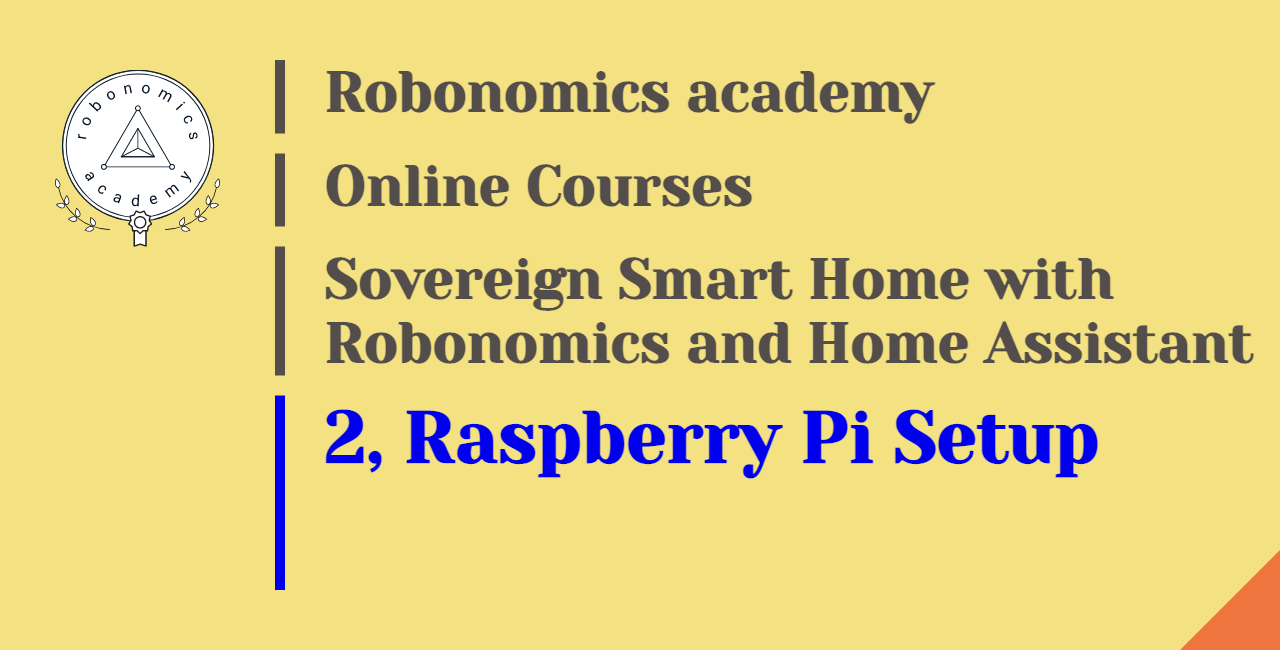 robonomics
academy
Robonomics academy
Online Courses
Sovereign Smart Home with
Robonomics and Home Assistant
2, Raspberry Pi Setup